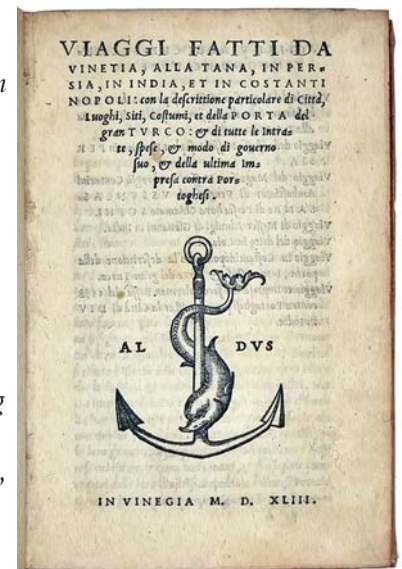 n
g
,
VIAGGI FATTI DA
VINETIA, ALLA TANA, IN PER-
SIA, IN INDIA, ET IN COSTANTI
NOPOLI: con la descrittione particolare di Città,
Luoghi, Siti, Costumi, et della PORTA del
gran TVRCO: & di tutte le Intra-
te, spese, & modo di gouerno
suo, & della ultima Im-
presa contra Por-
toghesi.
AL DVS
IN VINEGIA M. D. XLIII.